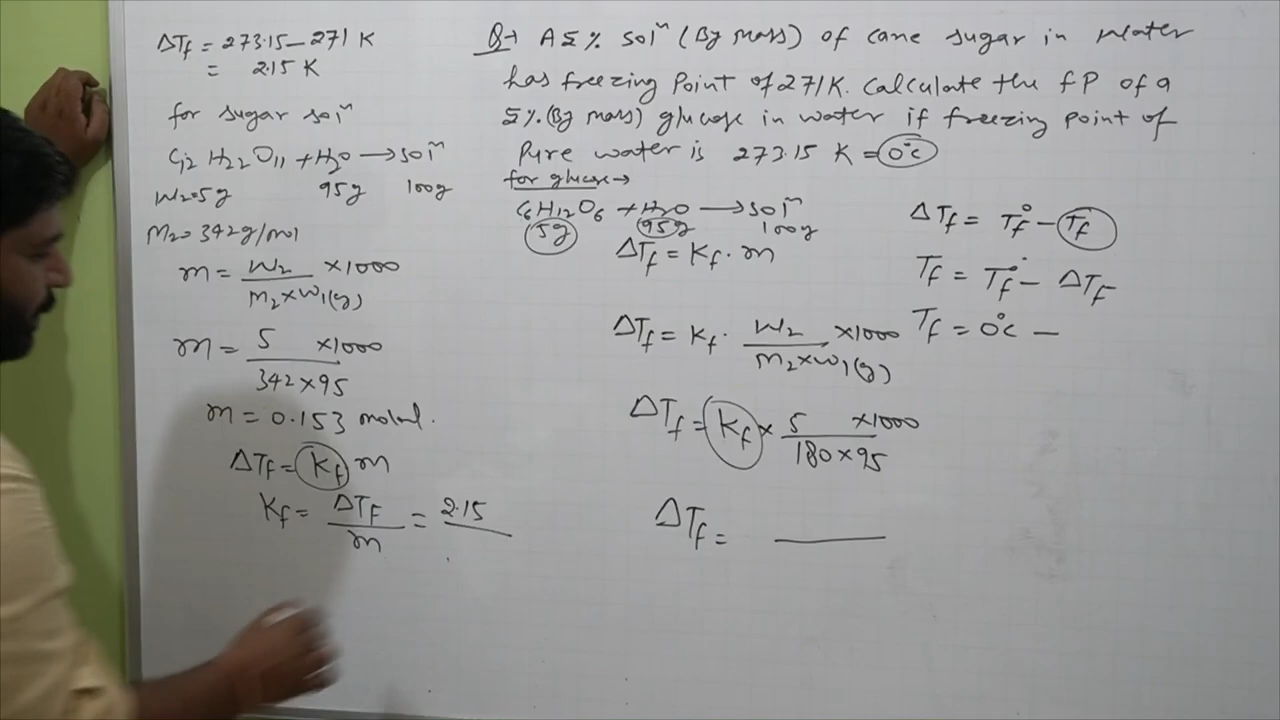 ΔTf = 273.15 – 271 K
= 2.15 K
for sugar solⁿ
C12 H22 O11 + H2O → solⁿ
W2=5g 95g 100g
M2= 342 g/mol
m = W2 ×1000
M2×W1(g)
m = 5 ×1000
342×95
m = 0.153 molal.
ΔTf = Kf m
Kf = ΔTf = 2.15
m
Q→ A 5% solⁿ (By mass) of cane sugar in water
has freezing Point of 271K. Calculate the FP of a
5% (By mass) glucose in water if freezing point of
Pure water is 273.15 K = 0°C
for glucose →
C6H12O6 + H2O → solⁿ
5g 95g 100g
ΔTf = Kf · m
ΔTf = Kf · W2 ×1000
M2×W1(g)
ΔTf = Kf × 5 ×1000
180×95
ΔTf =
ΔTf = Tf° – Tf
Tf = Tf° – ΔTf
Tf = 0°C –